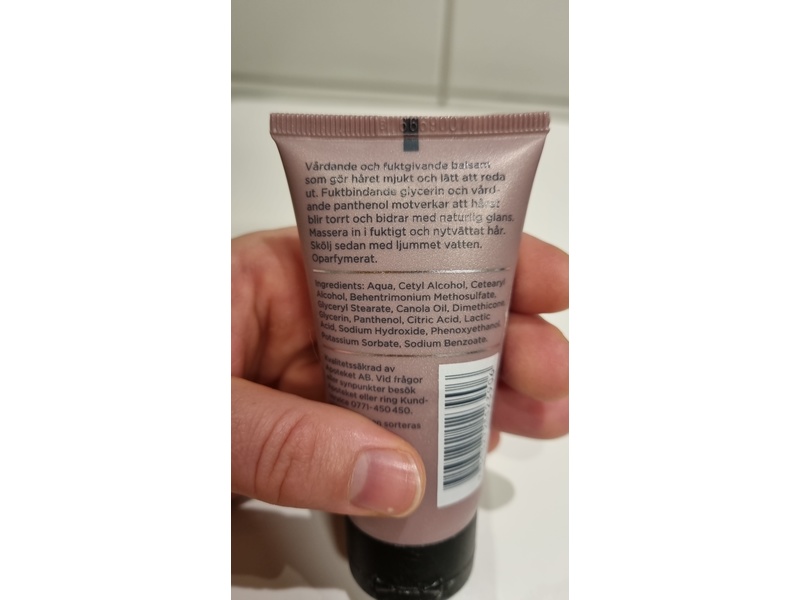 Vårdande och fuktgivande balsam
som gör håret mjukt och lätt att reda
ut. Fuktbindande glycerin och vård-
ande panthenol motverkar att håret
blir torrt och bidrar med naturlig glans.
Massera in i fuktigt och nytvättat hår.
Skölj sedan med ljummet vatten.
Oparfymerat.
Ingredients: Aqua, Cetyl Alcohol, Cetearyl
Alcohol, Behentrimonium Methosulfate,
Glyceryl Stearate, Canola Oil, Dimethicone,
Glycerin, Panthenol, Citric Acid, Lactic
Acid, Sodium Hydroxide, Phenoxyethanol,
Potassium Sorbate, Sodium Benzoate.
Kvalitetssäkrad av
Apoteket AB. Vid frågor
eller synpunkter besök
Apoteket eller ring Kund-
service 0771-450 450.
sorteras